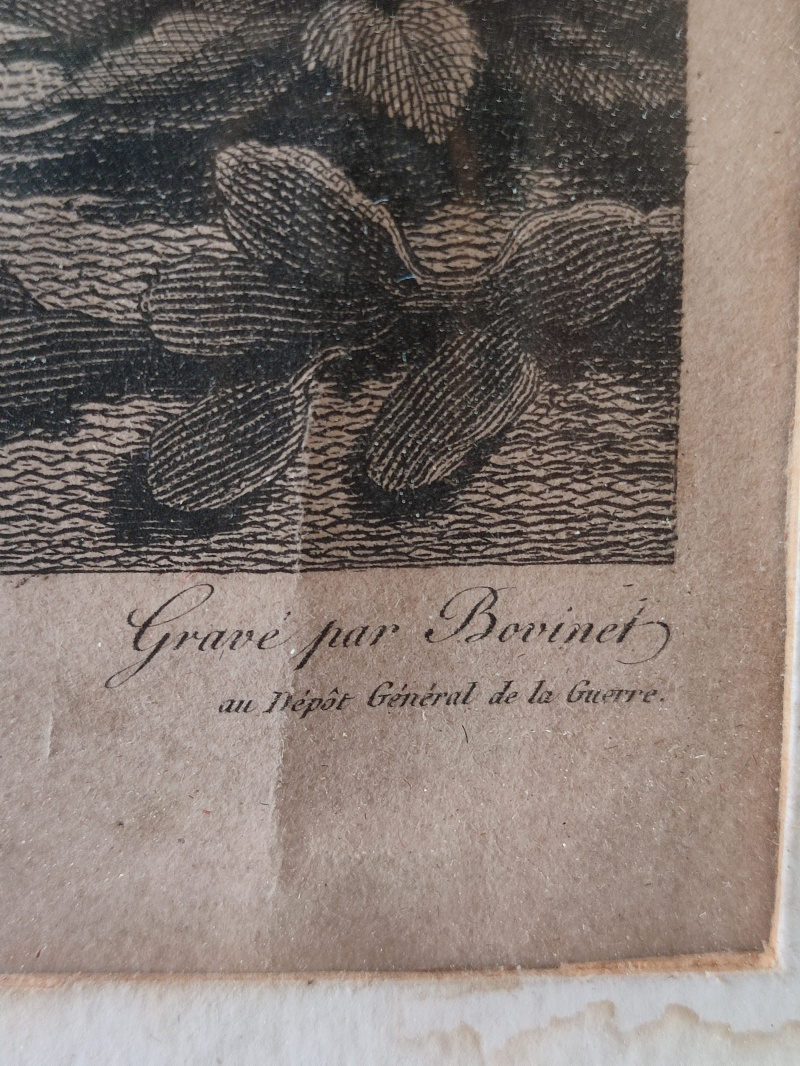 Gravé par Bovinet
au Dépôt Général de la Guerre.